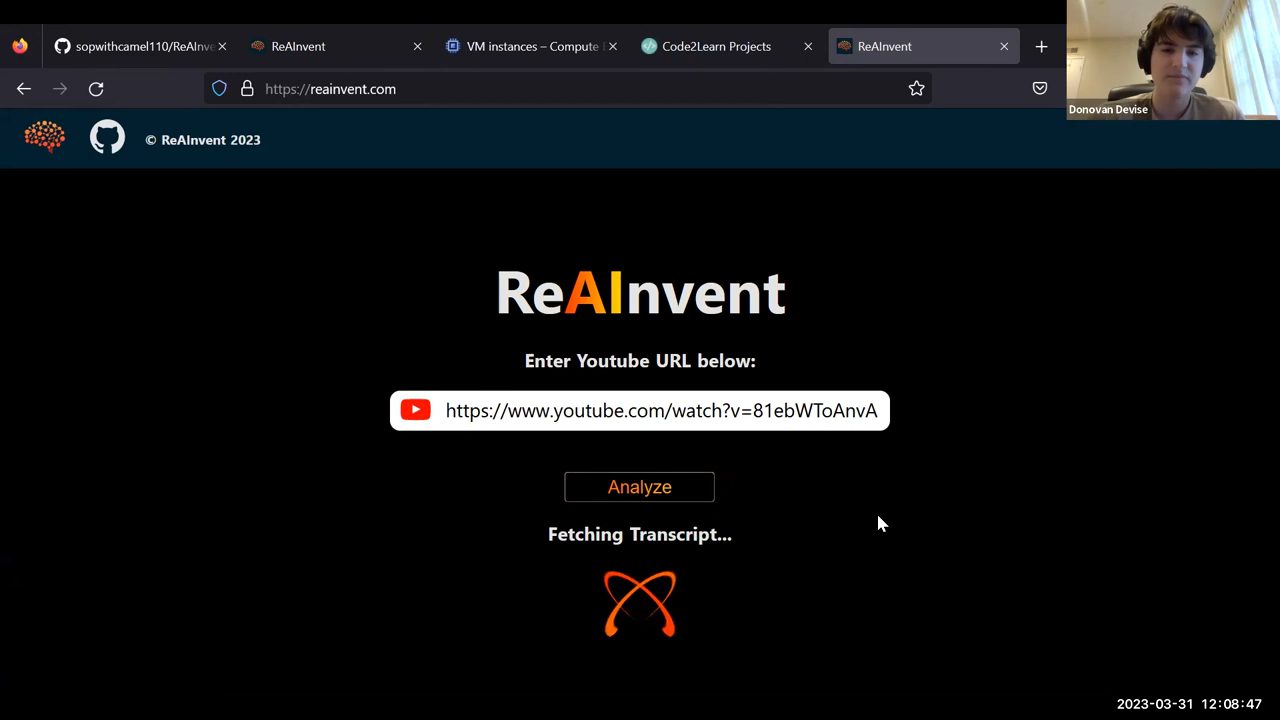 sopwithcamel110/ReAInve
ReAInvent
VM instances – Compute
Code2Learn Projects
ReAInvent
https://reainvent.com
Donovan Devise
© ReAInvent 2023
ReAInvent
Enter Youtube URL below:
https://www.youtube.com/watch?v=81ebWToAnvA
Analyze
Fetching Transcript...
2023-03-31 12:08:47